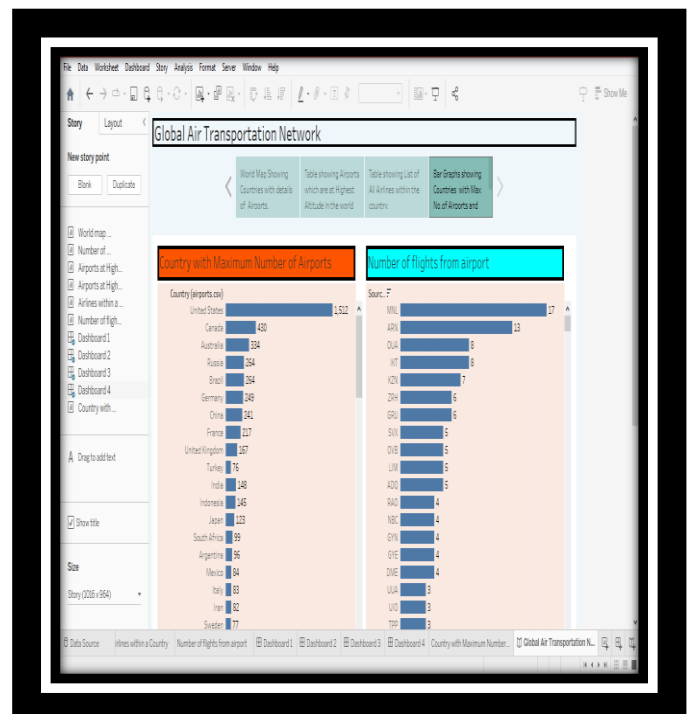 File Data Worksheet Dashboard Story Analysis Format Server Window Help
Show Me
Story Layout
New story point
Blank Duplicate
World map ...
Number of ...
Airports at High...
Airports at High...
Airlines within a ...
Number of fligh...
Dashboard 1
Dashboard 2
Dashboard 3
Dashboard 4
Country with ...
A Drag to add text
Show title
Size
Story (1016 x 964)
Global Air Transportation Network
World Map Showing
Countries with details
of Airports.
Table showing Airports
which are at Highest
Altitude in the world
Table showing List of
All Airlines within the
country.
Bar Graphs showing
Countries with Max
No of Airports and
Country with Maximum Number of Airports
Country (airports.csv)
United States 1,512
Canada 430
Australia 334
Russia 264
Brazil 264
Germany 249
China 241
France 217
United Kingdom 167
Turkey 76
India 148
Indonesia 145
Japan 123
South Africa 99
Argentina 96
Mexico 84
Italy 83
Iran 82
Sweden 77
Number of flights from airport
Sourc..
MNL 17
ARN 13
OUA 8
IKT 8
KZN 7
ZRH 6
GRU 6
SVX 5
OVB 5
LIM 5
ADD 5
RAO 4
NBC 4
GYN 4
GYE 4
DME 4
UUA 3
UIO 3
TPP 3
Data Source irlines within a Country Number of flights from airport Dashboard 1 Dashboard 2 Dashboard 3 Dashboard 4 Country with Maximum Number... Global Air Transportation N...